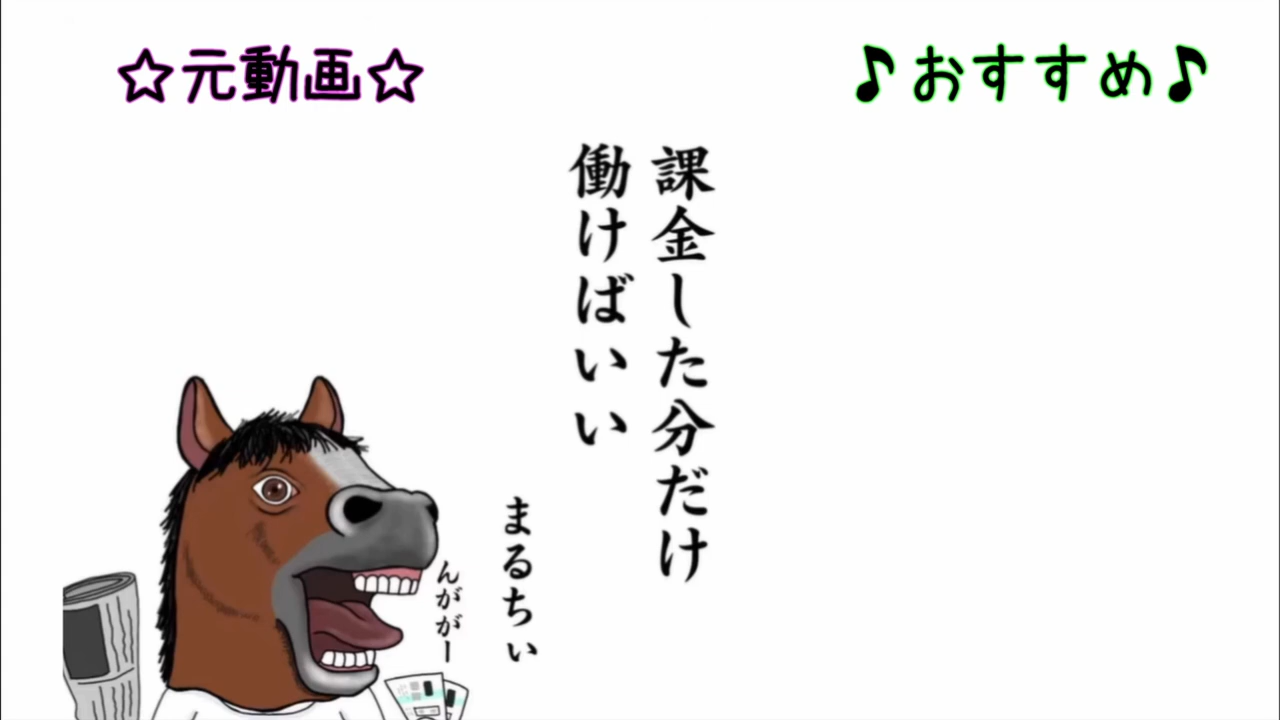 ☆元動画☆
♪おすすめ♪
課金した分だけ
働けばいい
まるちぃ
んががー